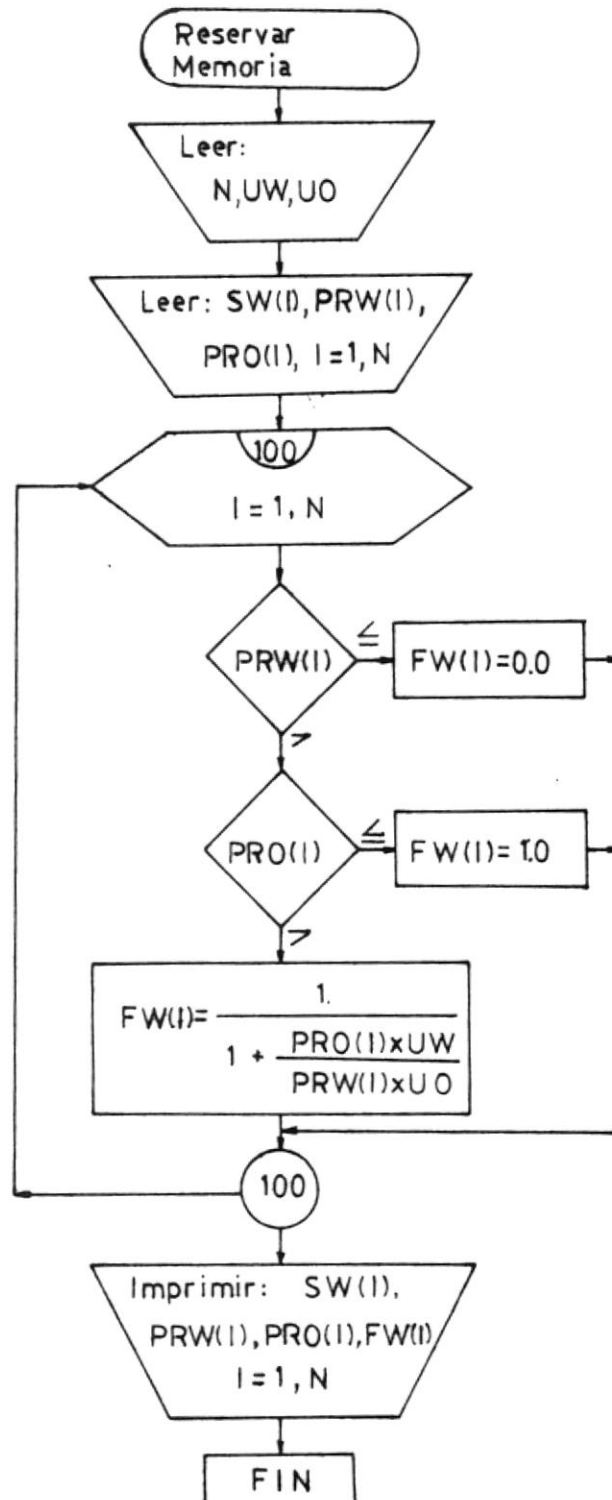 Reservar
Memoria
Leer:
N,UW,UO
Leer: SW(I),PRW(I),
PRO(I), I=1,N
100
I=1,N
PRW(I)
≤
FW(I)=0.0
>
PRO(I)
≤
FW(I)=1.0
>
FW(I)=
1.
1 +
PRO(I)xUW
PRW(I)xUO
100
Imprimir: SW(I),
PRW(I),PRO(I),FW(I)
I=1,N
FIN